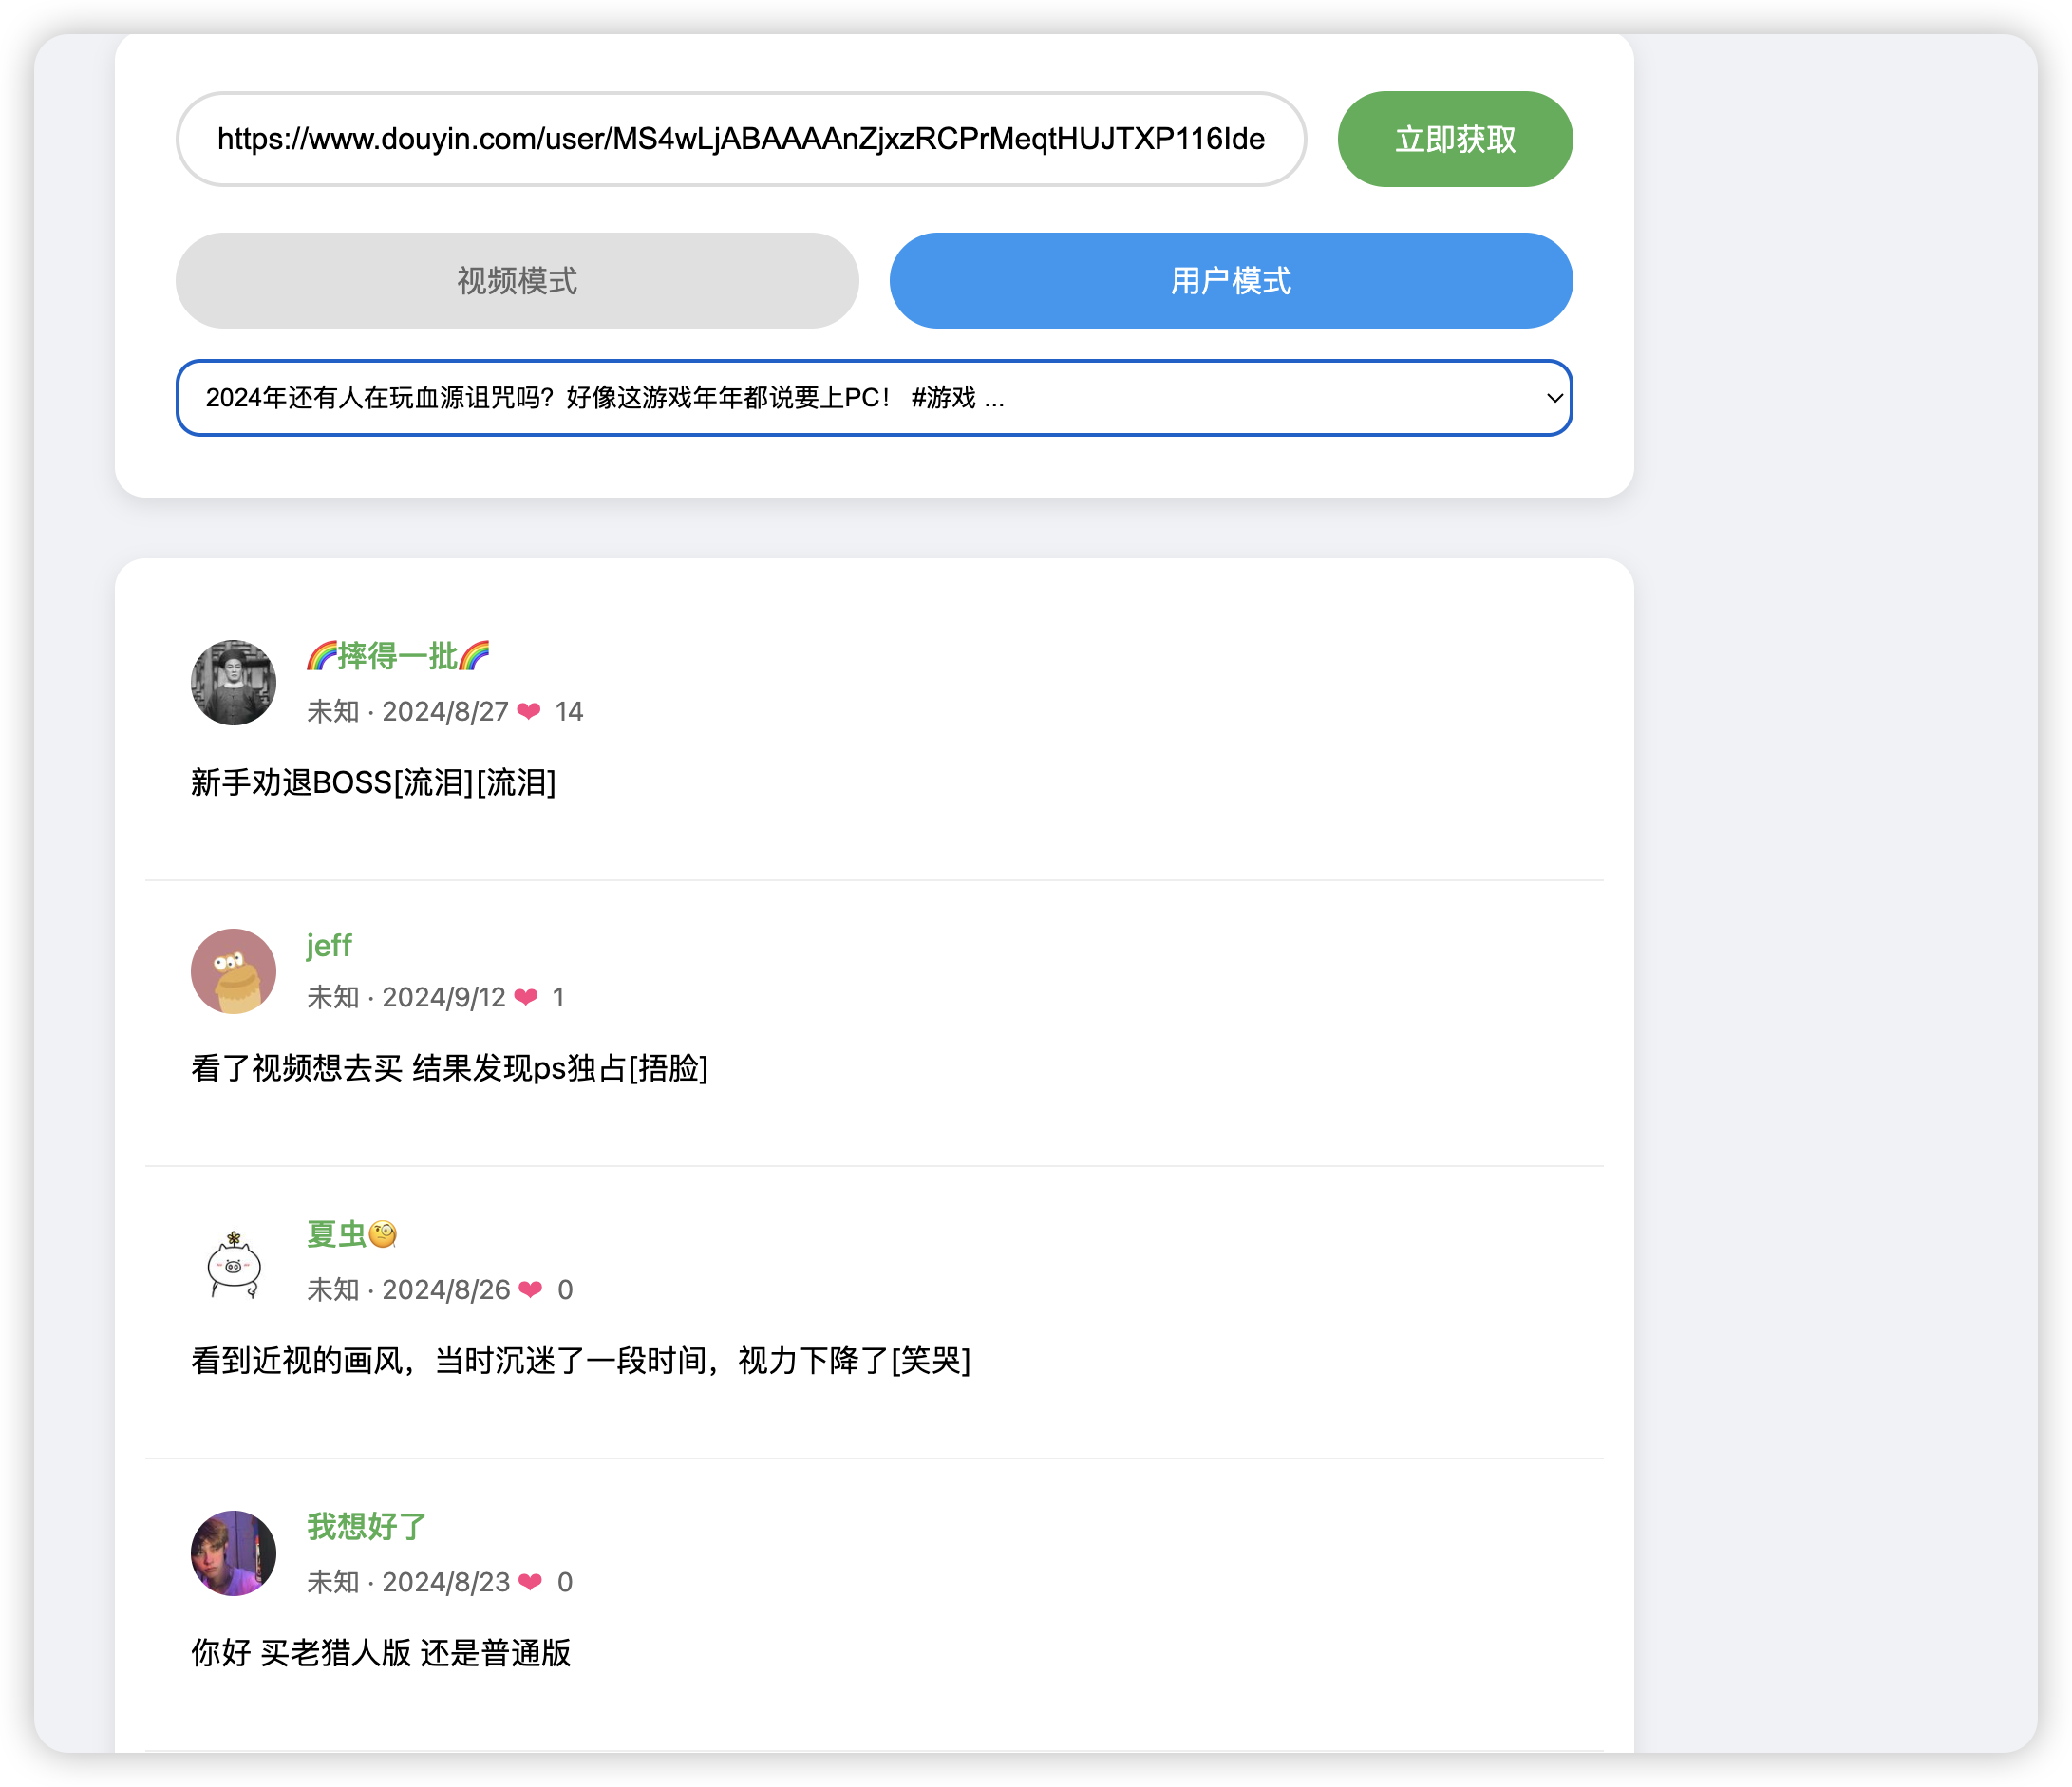 https://www.douyin.com/user/MS4wLjABAAAAnZjxzRCPrMeqtHUJTXP116Ide
立即获取
视频模式
用户模式
2024年还有人在玩血源诅咒吗？好像这游戏年年都说要上PC！ #游戏 ...
🌈摔得一批🌈
未知 · 2024/8/27 ❤ 14
新手劝退BOSS[流泪][流泪]
jeff
未知 · 2024/9/12 ❤ 1
看了视频想去买 结果发现ps独占[捂脸]
夏虫🧐
未知 · 2024/8/26 ❤ 0
看到近视的画风，当时沉迷了一段时间，视力下降了[笑哭]
我想好了
未知 · 2024/8/23 ❤ 0
你好 买老猎人版 还是普通版